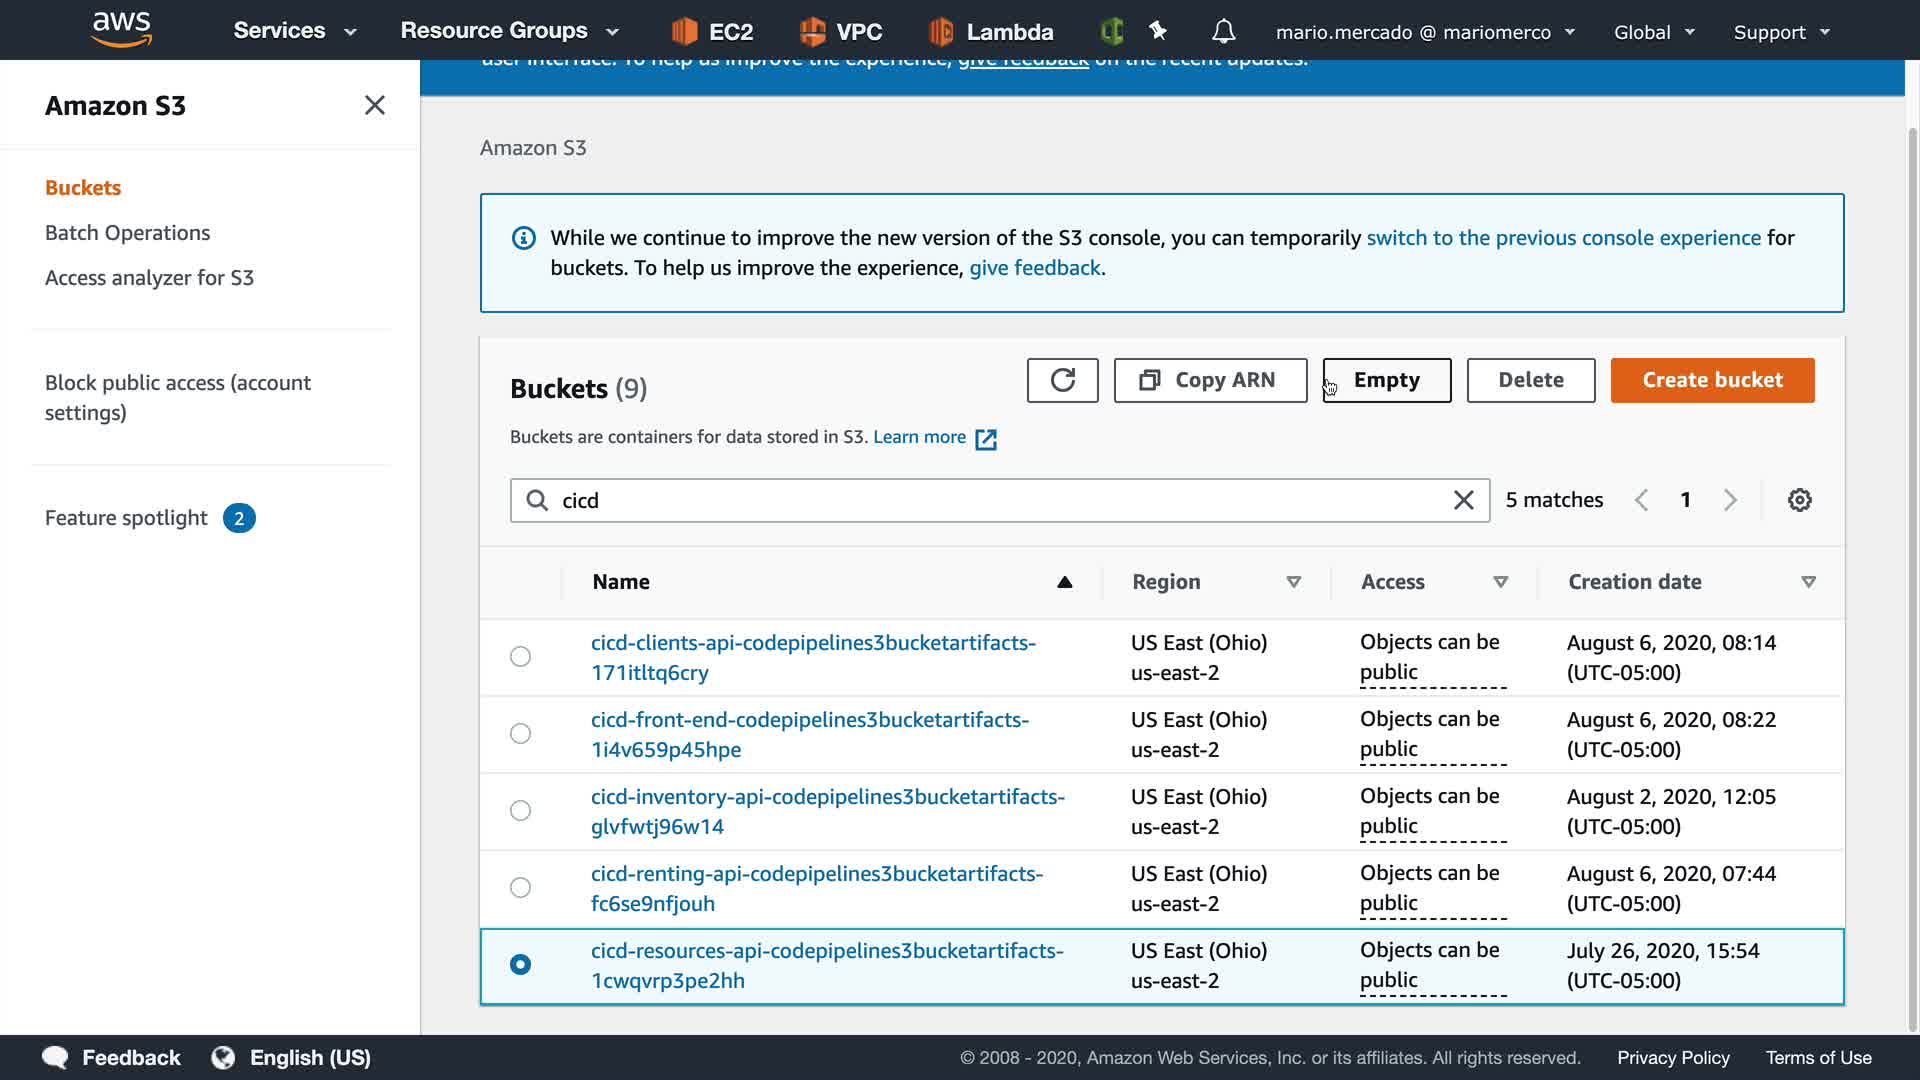 aws Services Resource Groups EC2 VPC Lambda mario.mercado @ mariomerco Global Support
user interface. To help us improve the experience, give feedback on the recent updates.
Amazon S3
Buckets
Batch Operations
Access analyzer for S3
Block public access (account
settings)
Feature spotlight 2
Amazon S3
While we continue to improve the new version of the S3 console, you can temporarily switch to the previous console experience for
buckets. To help us improve the experience, give feedback.
Buckets (9)
Copy ARN Empty Delete Create bucket
Buckets are containers for data stored in S3. Learn more
cicd 5 matches 1
Name Region Access Creation date
cicd-clients-api-codepipelines3bucketartifacts- US East (Ohio) Objects can be August 6, 2020, 08:14
171itltq6cry us-east-2 public (UTC-05:00)
cicd-front-end-codepipelines3bucketartifacts- US East (Ohio) Objects can be August 6, 2020, 08:22
1i4v659p45hpe us-east-2 public (UTC-05:00)
cicd-inventory-api-codepipelines3bucketartifacts- US East (Ohio) Objects can be August 2, 2020, 12:05
glvfwtj96w14 us-east-2 public (UTC-05:00)
cicd-renting-api-codepipelines3bucketartifacts- US East (Ohio) Objects can be August 6, 2020, 07:44
fc6se9nfjouh us-east-2 public (UTC-05:00)
cicd-resources-api-codepipelines3bucketartifacts- US East (Ohio) Objects can be July 26, 2020, 15:54
1cwqvrp3pe2hh us-east-2 public (UTC-05:00)
Feedback English (US) © 2008 - 2020, Amazon Web Services, Inc. or its affiliates. All rights reserved. Privacy Policy Terms of Use